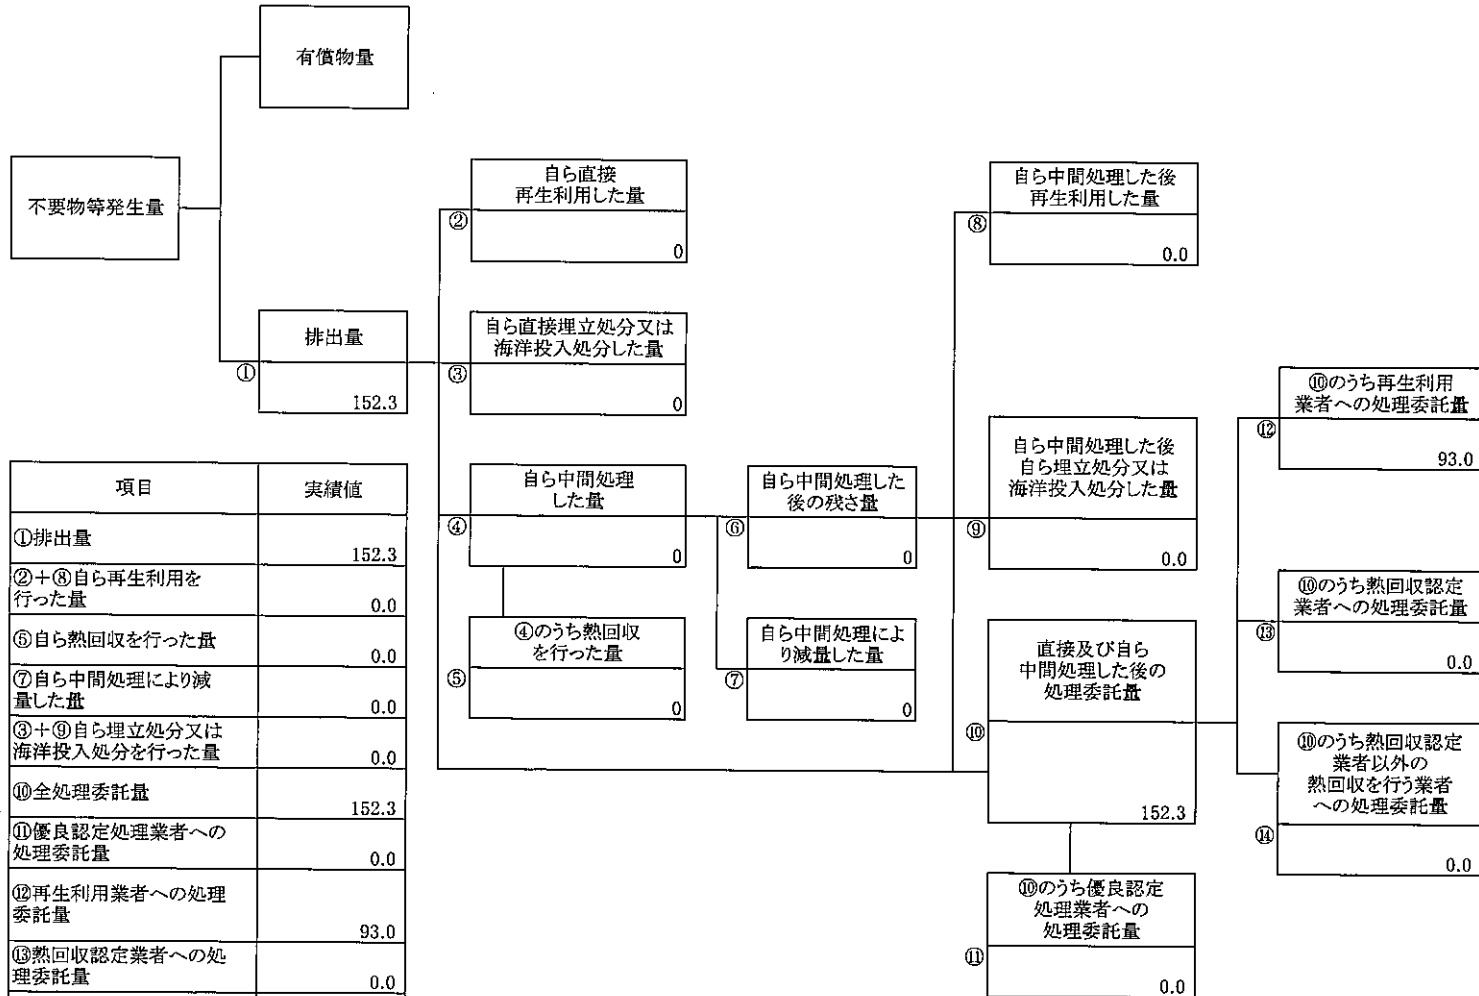 有償物量
不要物等発生量
排出量
①
152.3
自ら直接
再生利用した量
②
0
自ら直接埋立処分又は
海洋投入処分した量
③
0
自ら中間処理
した量
④
0
④のうち熱回収
を行った量
⑤
0
自ら中間処理した
後の残さ量
⑥
0
自ら中間処理によ
り減量した量
⑦
0
自ら中間処理した後
再生利用した量
⑧
0.0
自ら中間処理した後
自ら埋立処分又は
海洋投入処分した量
⑨
0.0
直接及び自ら
中間処理した後の
処理委託量
⑩
152.3
⑩のうち優良認定
処理業者への
処理委託量
⑪
0.0
⑩のうち再生利用
業者への処理委託量
⑫
93.0
⑩のうち熱回収認定
業者への処理委託量
⑬
0.0
⑩のうち熱回収認定
業者以外の
熱回収を行う業者
への処理委託量
⑭
0.0
項目 実績値
①排出量
152.3
②+⑧自ら再生利用を
行った量
0.0
⑤自ら熱回収を行った量
0.0
⑦自ら中間処理により減
量した量
0.0
③+⑨自ら埋立処分又は
海洋投入処分を行った量
0.0
⑩全処理委託量
152.3
⑪優良認定処理業者への
処理委託量
0.0
⑫再生利用業者への処理
委託量
93.0
⑬熱回収認定業者への処
理委託量
0.0